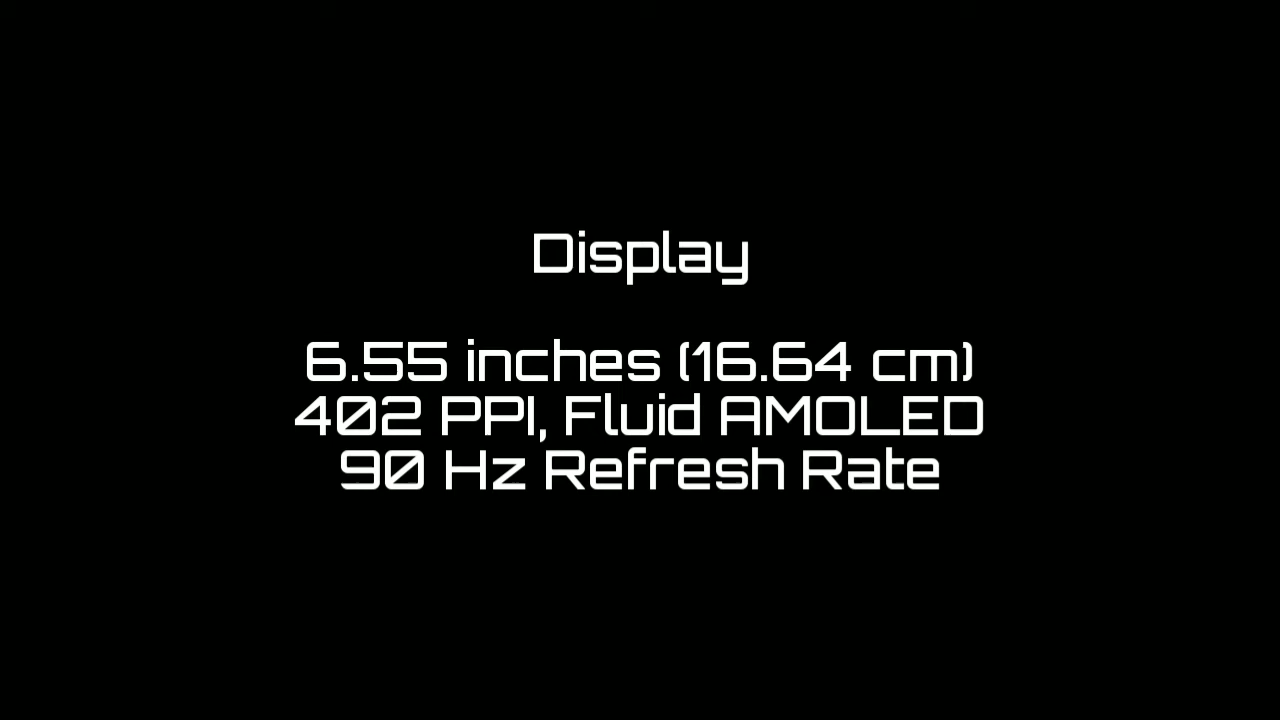 Display
6.55 inches (16.64 cm)
402 PPI, Fluid AMOLED
90 Hz Refresh Rate